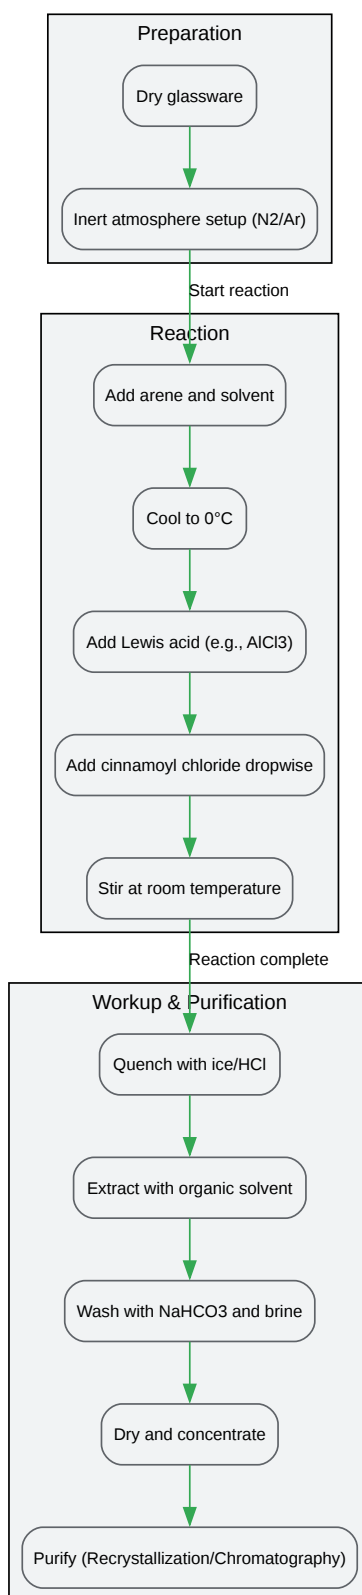 Preparation
Dry glassware
Inert atmosphere setup (N2/Ar)
Start reaction
Reaction
Add arene and solvent
Cool to 0°C
Add Lewis acid (e.g., AlCl3)
Add cinnamoyl chloride dropwise
Stir at room temperature
Reaction complete
Workup & Purification
Quench with ice/HCl
Extract with organic solvent
Wash with NaHCO3 and brine
Dry and concentrate
Purify (Recrystallization/Chromatography)